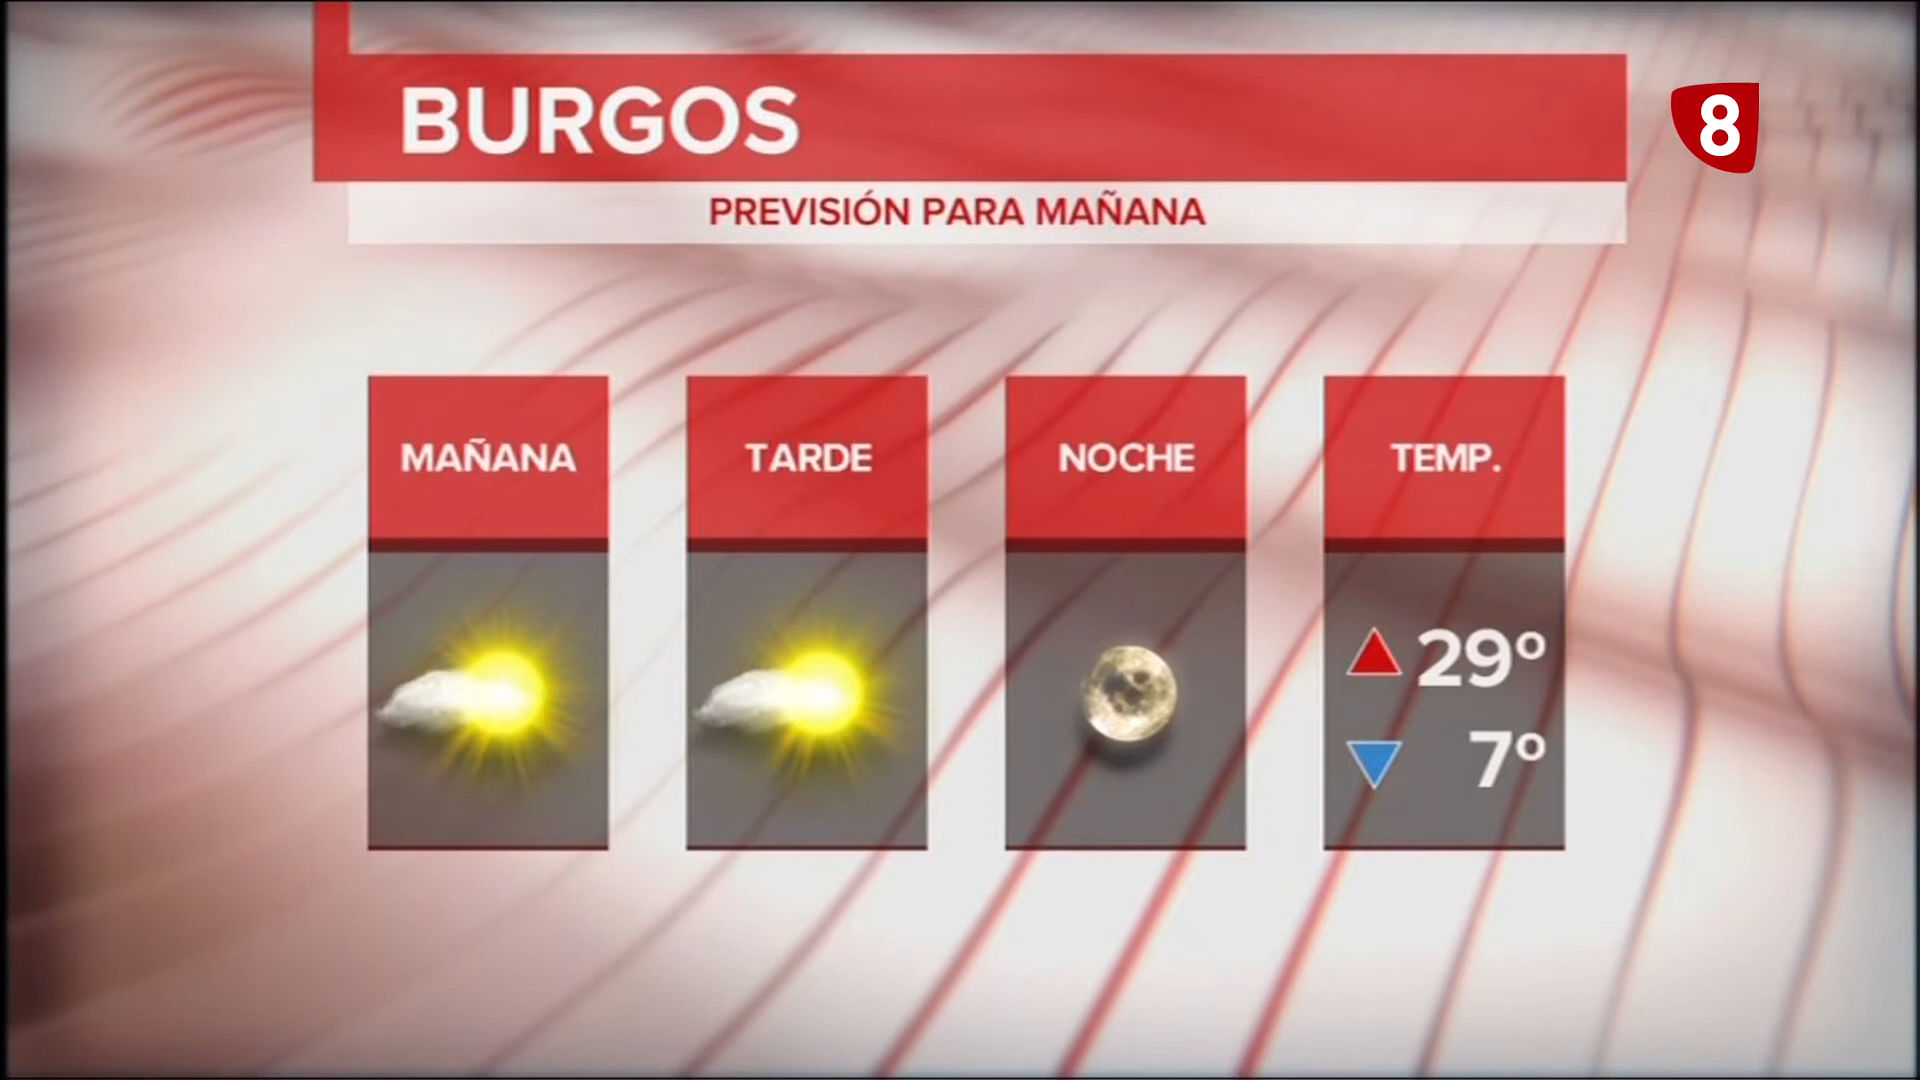 BURGOS
8
PREVISIÓN PARA MAÑANA
MAÑANA
TARDE
NOCHE
TEMP.
29º
7º